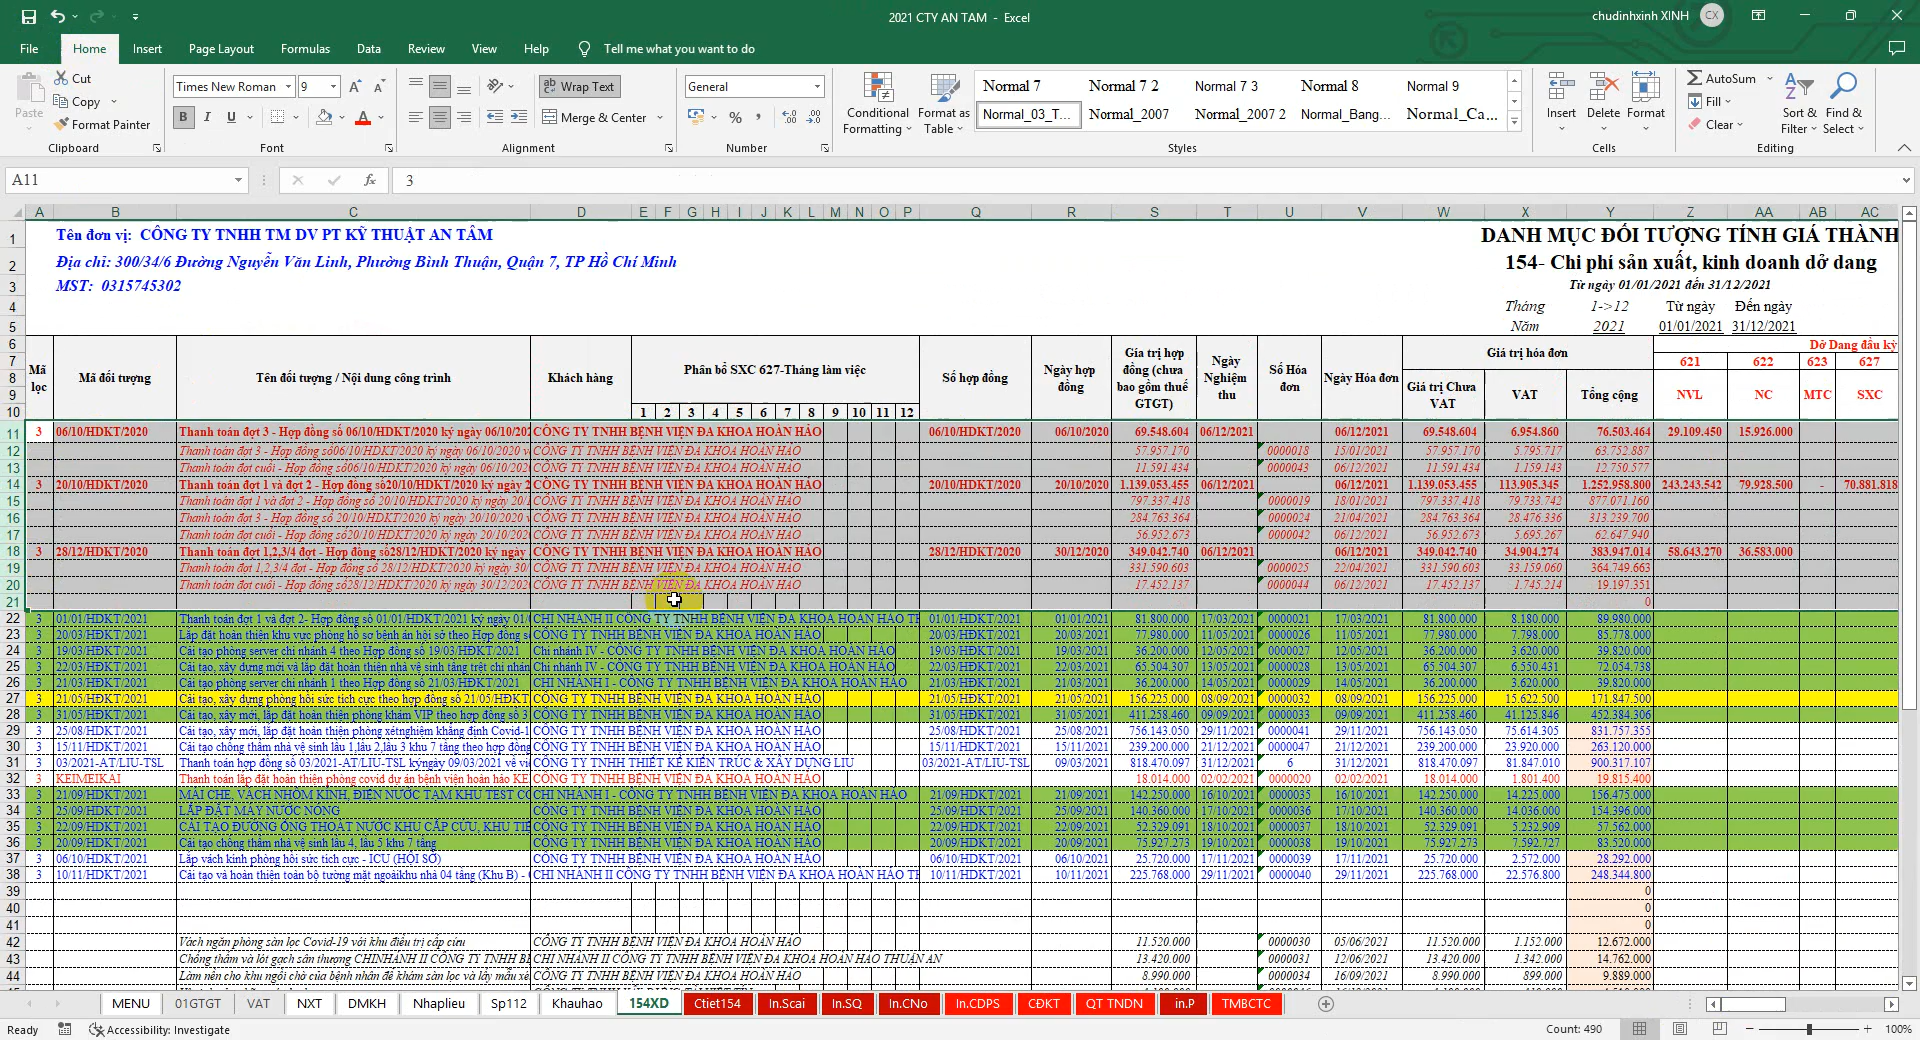 2021 CTY AN TAM - Excel
chudinhxinh XINH CX
File Home Insert Page Layout Formulas Data Review View Help Tell me what you want to do
Cut
Copy
Format Painter
Paste
Clipboard
Times New Roman 9
B I U
Font
Wrap Text
Merge & Center
Alignment
General
Number
Conditional Formatting
Format as Table
Normal 7 Normal 7 2 Normal 7 3 Normal 8 Normal 9
Normal_03_T... Normal_2007 Normal_2007 2 Normal_Bang... Normal_Ca...
Styles
Insert Delete Format
Cells
AutoSum
Fill
Clear
Sort & Filter
Find & Select
Editing
A11 fx 3
A B C D E F G H I J K L M N O P Q R S T U V W X Y Z AA AB AC
1 Tên đơn vị: CÔNG TY TNHH TM DV PT KỸ THUẬT AN TÂM DANH MỤC ĐỐI TƯỢNG TÍNH GIÁ THÀNH
2 Địa chỉ: 300/34/6 Đường Nguyễn Văn Linh, Phường Bình Thuận, Quận 7, TP Hồ Chí Minh 154- Chi phí sản xuất, kinh doanh dở dang
3 MST: 0315745302 Từ ngày 01/01/2021 đến 31/12/2021
4 Tháng 1->12 Từ ngày Đến ngày
5 Năm 2021 01/01/2021 31/12/2021
6 7 8 9 10
Mã lọc Mã đối tượng Tên đối tượng / Nội dung công trình Khách hàng Phân bổ SXC 627-Tháng làm việc Số hợp đồng Ngày hợp đồng Gía trị hợp đồng (chưa bao gồm thuế GTGT) Ngày Nghiệm thu Số Hóa đơn Ngày Hóa đơn Giá trị hóa đơn Dở Dang đầu kỳ
621 622 623 627
Giá trị Chưa VAT VAT Tổng cộng NVL NC MTC SXC
1 2 3 4 5 6 7 8 9 10 11 12
11 3 06/10/HDKT/2020 Thanh toán đợt 3 - Hợp đồng số 06/10/HDKT/2020 ký ngày 06/10/202 CÔNG TY TNHH BỆNH VIỆN ĐA KHOA HOÀN HẢO 06/10/HDKT/2020 06/10/2020 69.548.604 06/12/2021 06/12/2021 69.548.604 6.954.860 76.503.464 29.109.450 15.926.000
12 Thanh toán đợt 3 - Hợp đồng số06/10/HDKT/2020 ký ngày 06/10/2020 v CÔNG TY TNHH BỆNH VIỆN ĐA KHOA HOÀN HẢO 57.957.170 0000018 15/01/2021 57.957.170 5.795.717 63.752.887
13 Thanh toán đợt cuối - Hợp đồng số06/10/HDKT/2020 ký ngày 06/10/202 CÔNG TY TNHH BỆNH VIỆN ĐA KHOA HOÀN HẢO 11.591.434 0000043 06/12/2021 11.591.434 1.159.143 12.750.577
14 3 20/10/HDKT/2020 Thanh toán đợt 1 và đợt 2 - Hợp đồng số20/10/HDKT/2020 ký ngày 2 CÔNG TY TNHH BỆNH VIỆN ĐA KHOA HOÀN HẢO 20/10/HDKT/2020 20/10/2020 1.139.053.455 06/12/2021 06/12/2021 1.139.053.455 113.905.345 1.252.958.800 243.243.542 79.928.500 - 70.881.818
15 Thanh toán đợt 1 và đợt 2 - Hợp đồng số 20/10/HDKT/2020 ký ngày 20/1 CÔNG TY TNHH BỆNH VIỆN ĐA KHOA HOÀN HẢO 797.337.418 0000019 18/01/2021 797.337.418 79.733.742 877.071.160
16 Thanh toán đợt 3 - Hợp đồng số 20/10/HDKT/2020 ký ngày 20/10/2020 v CÔNG TY TNHH BỆNH VIỆN ĐA KHOA HOÀN HẢO 284.763.364 0000024 21/04/2021 284.763.364 28.476.336 313.239.700
17 Thanh toán đợt cuối - Hợp đồng số 20/10/HDKT/2020 ký ngày 20/10/202 CÔNG TY TNHH BỆNH VIỆN ĐA KHOA HOÀN HẢO 56.952.673 0000042 06/12/2021 56.952.673 5.695.267 62.647.940
18 3 28/12/HDKT/2020 Thanh toán đợt 1,2,3/4 đợt - Hợp đồng số28/12/HDKT/2020 ký ngày CÔNG TY TNHH BỆNH VIỆN ĐA KHOA HOÀN HẢO 28/12/HDKT/2020 30/12/2020 349.042.740 06/12/2021 06/12/2021 349.042.740 34.904.274 383.947.014 58.643.270 36.583.000
19 Thanh toán đợt 1,2,3/4 đợt - Hợp đồng số 28/12/HDKT/2020 ký ngày 30/ CÔNG TY TNHH BỆNH VIỆN ĐA KHOA HOÀN HẢO 331.590.603 0000025 22/04/2021 331.590.603 33.159.060 364.749.663
20 Thanh toán đợt cuối - Hợp đồng số28/12/HDKT/2020 ký ngày 30/12/202 CÔNG TY TNHH BỆNH VIỆN ĐA KHOA HOÀN HẢO 17.452.137 0000044 06/12/2021 17.452.137 1.745.214 19.197.351
21 0
22 3 01/01/HDKT/2021 Thanh toán đợt 1 và đợt 2- Hợp đồng số 01/01/HDKT/2021 ký ngày 01/ CHI NHÁNH II CÔNG TY TNHH BỆNH VIỆN ĐA KHOA HOÀN HẢO TH 01/01/HDKT/2021 01/01/2021 81.800.000 17/03/2021 0000021 17/03/2021 81.800.000 8.180.000 89.980.000
23 3 20/03/HDKT/2021 Lắp đặt hoàn thiện khu vực phòng hồ sơ bệnh án hồi sơ theo Hợp đồng s CÔNG TY TNHH BỆNH VIỆN ĐA KHOA HOÀN HẢO 20/03/HDKT/2021 20/03/2021 77.980.000 11/05/2021 0000026 11/05/2021 77.980.000 7.798.000 85.778.000
24 3 19/03/HDKT/2021 Cải tạo phòng server chi nhánh 4 theo Hợp đồng số 19/03/HDKT/2021 Chi nhánh IV - CÔNG TY TNHH BỆNH VIỆN ĐA KHOA HOÀN HẢO 19/03/HDKT/2021 19/03/2021 36.200.000 12/05/2021 0000027 12/05/2021 36.200.000 3.620.000 39.820.000
25 3 22/03/HDKT/2021 Cải tạo, xây dựng mới và lắp đặt hoàn thiện nhà vệ sinh tầng trệt chi nhán Chi nhánh IV - CÔNG TY TNHH BỆNH VIỆN ĐA KHOA HOÀN HẢO 22/03/HDKT/2021 22/03/2021 65.504.307 13/05/2021 0000028 13/05/2021 65.504.307 6.550.431 72.054.738
26 3 21/03/HDKT/2021 Cải tạo phòng server chi nhánh 1 theo Hợp đồng số 21/03/HDKT/2021 CHI NHÁNH I - CÔNG TY TNHH BỆNH VIỆN ĐA KHOA HOÀN HẢO 21/03/HDKT/2021 21/03/2021 36.200.000 14/05/2021 0000029 14/05/2021 36.200.000 3.620.000 39.820.000
27 3 21/05/HĐKT/2021 Cải tạo, xây dựng phòng hồi sức tích cực theo hợp đồng số 21/05/HĐKT CÔNG TY TNHH BỆNH VIỆN ĐA KHOA HOÀN HẢO 21/05/HĐKT/2021 21/05/2021 156.225.000 08/09/2021 0000032 08/09/2021 156.225.000 15.622.500 171.847.500
28 3 31/05/HĐKT/2021 Cải tạo, xây mới, lắp đặt hoàn thiện phòng khám VIP theo hợp đồng số 3 CÔNG TY TNHH BỆNH VIỆN ĐA KHOA HOÀN HẢO 31/05/HĐKT/2021 31/05/2021 411.258.460 09/09/2021 0000033 09/09/2021 411.258.460 41.125.846 452.384.306
29 3 25/08/HDKT/2021 Cải tạo, xây mới, lắp đặt hoàn thiện phòng xétnghiệm khẳng định Covid-1 CÔNG TY TNHH BỆNH VIỆN ĐA KHOA HOÀN HẢO 25/08/HDKT/2021 25/08/2021 756.143.050 29/11/2021 0000041 29/11/2021 756.143.050 75.614.305 831.757.355
30 3 15/11/HDKT/2021 Cải tạo chống thấm nhà vệ sinh lầu 1,lầu 2,lầu 3 khu 7 tầng theo hợp đồng CÔNG TY TNHH BỆNH VIỆN ĐA KHOA HOÀN HẢO 15/11/HDKT/2021 15/11/2021 239.200.000 21/12/2021 0000047 21/12/2021 239.200.000 23.920.000 263.120.000
31 3 03/2021-AT/LIU-TSL Thanh toán hợp đồng số 03/2021-AT/LIU-TSL kýngày 09/03/2021 về vi CÔNG TY TNHH THIẾT KẾ KIẾN TRÚC & XÂY DỰNG LIU 03/2021-AT/LIU-TSL 09/03/2021 818.470.097 31/12/2021 6 31/12/2021 818.470.097 81.847.010 900.317.107
32 3 KEIMEIKAI Thanh toán lắp đặt hoàn thiện phòng covid dự án bệnh viện hoàn hảo KE CÔNG TY TNHH BỆNH VIỆN ĐA KHOA HOÀN HẢO 18.014.000 02/02/2021 0000020 02/02/2021 18.014.000 1.801.400 19.815.400
33 3 21/09/HDKT/2021 MÁI CHE, VÁCH NHÔM KÍNH, ĐIỆN NƯỚC TẠM KHU TEST CO CHI NHÁNH I - CÔNG TY TNHH BỆNH VIỆN ĐA KHOA HOÀN HẢO 21/09/HDKT/2021 21/09/2021 142.250.000 16/10/2021 0000035 16/10/2021 142.250.000 14.225.000 156.475.000
34 3 25/09/HDKT/2021 LẮP ĐẶT MÁY NƯỚC NÓNG CÔNG TY TNHH BỆNH VIỆN ĐA KHOA HOÀN HẢO 25/09/HDKT/2021 25/09/2021 140.360.000 17/10/2021 0000036 17/10/2021 140.360.000 14.036.000 154.396.000
35 3 22/09/HDKT/2021 CẢI TẠO ĐƯỜNG ỐNG THOÁT NƯỚC KHU CẤP CỨU, KHU TIỂ CÔNG TY TNHH BỆNH VIỆN ĐA KHOA HOÀN HẢO 22/09/HDKT/2021 22/09/2021 52.329.091 18/10/2021 0000037 18/10/2021 52.329.091 5.232.909 57.562.000
36 3 20/09/HDKT/2021 Cải tạo chống thấm nhà vệ sinh lầu 4, lầu 5 khu 7 tầng CÔNG TY TNHH BỆNH VIỆN ĐA KHOA HOÀN HẢO 20/09/HDKT/2021 20/09/2021 75.927.273 19/10/2021 0000038 19/10/2021 75.927.273 7.592.727 83.520.000
37 3 06/10/HDKT/2021 Lắp vách kính phòng hồi sức tích cực - ICU (HỒI SƠ) CÔNG TY TNHH BỆNH VIỆN ĐA KHOA HOÀN HẢO 06/10/HDKT/2021 06/10/2021 25.720.000 17/11/2021 0000039 17/11/2021 25.720.000 2.572.000 28.292.000
38 3 10/11/HDKT/2021 Cải tạo và hoàn thiện toàn bộ tường mặt ngoàikhu nhà 04 tầng (Khu B) - CHI NHÁNH II CÔNG TY TNHH BỆNH VIỆN ĐA KHOA HOÀN HẢO TH 10/11/HDKT/2021 10/11/2021 225.768.000 29/11/2021 0000040 29/11/2021 225.768.000 22.576.800 248.344.800
39 0
40 0
41 0
42 Vách ngăn phòng sàn lọc Covid-19 với khu điều trị cấp cứu CÔNG TY TNHH BỆNH VIỆN ĐA KHOA HOÀN HẢO 11.520.000 0000030 05/06/2021 11.520.000 1.152.000 12.672.000
43 Chống thấm và lót gạch sân thượng CHINHÁNH II CÔNG TY TNHH BỆ CHI NHÁNH II CÔNG TY TNHH BỆNH VIỆN ĐA KHOA HOÀN HẢO THUẬN AN 13.420.000 0000031 12/06/2021 13.420.000 1.342.000 14.762.000
44 Làm nền cho khu ngồi chờ của bệnh nhân để khám sàn lọc và lấy mẫu xé CÔNG TY TNHH BỆNH VIỆN ĐA KHOA HOÀN HẢO 8.990.000 0000034 16/09/2021 8.990.000 899.000 9.889.000
MENU 01GTGT VAT NXT DMKH Nhaplieu Sp112 Khauhao 154XD Ctiet154 In.Scai In.SQ In.CNo In.CDPS CĐKT QT TNDN in.P TMBCTC
Ready Accessibility: Investigate Count: 490 100%